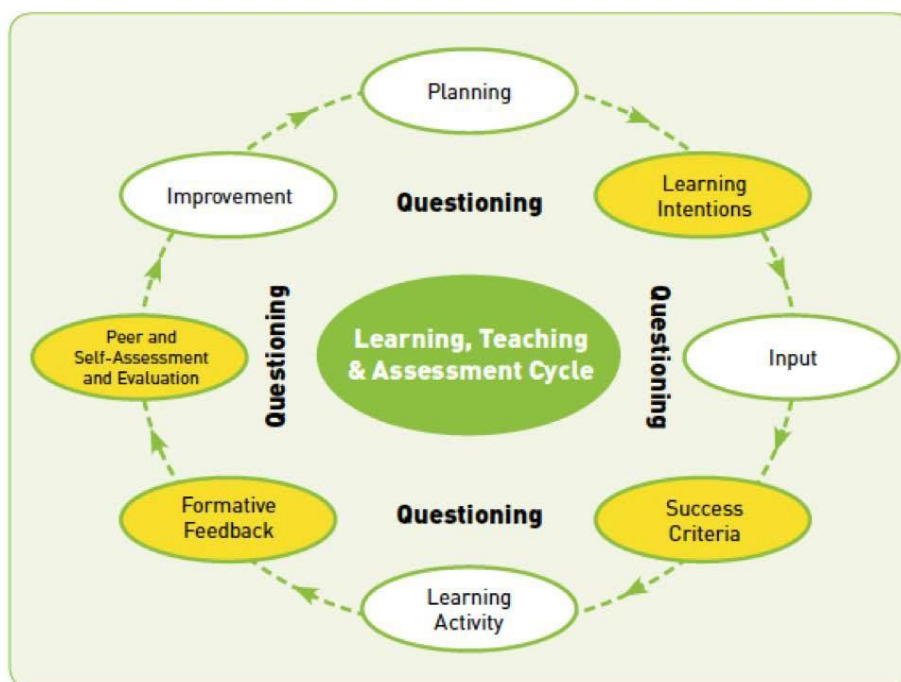 Planning
Improvement
Questioning
Learning
Intentions
Questioning
Learning, Teaching
& Assessment Cycle
Questioning
Peer and
Self-Assessment
and Evaluation
Input
Formative
Feedback
Questioning
Success
Criteria
Learning
Activity